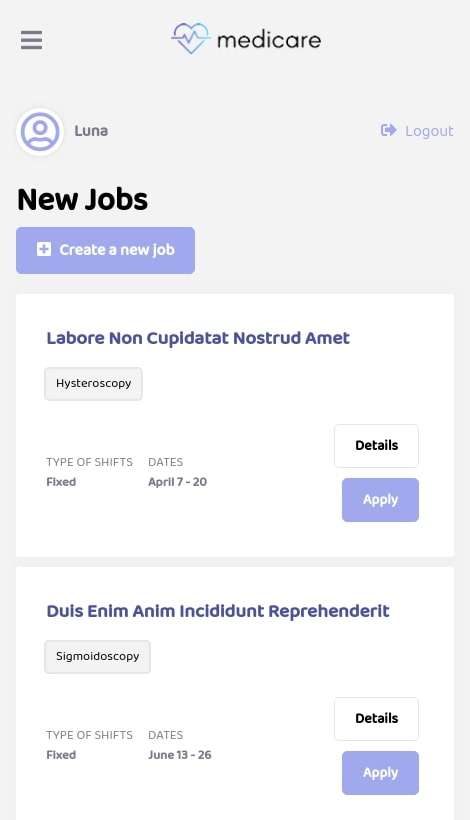 medicare
Luna
Logout
New Jobs
Create a new job
Labore Non Cupidatat Nostrud Amet
Hysteroscopy
Details
TYPE OF SHIFTS DATES
Fixed April 7 - 20
Apply
Duis Enim Anim Incididunt Reprehenderit
Sigmoidoscopy
Details
TYPE OF SHIFTS DATES
Fixed June 13 - 26
Apply